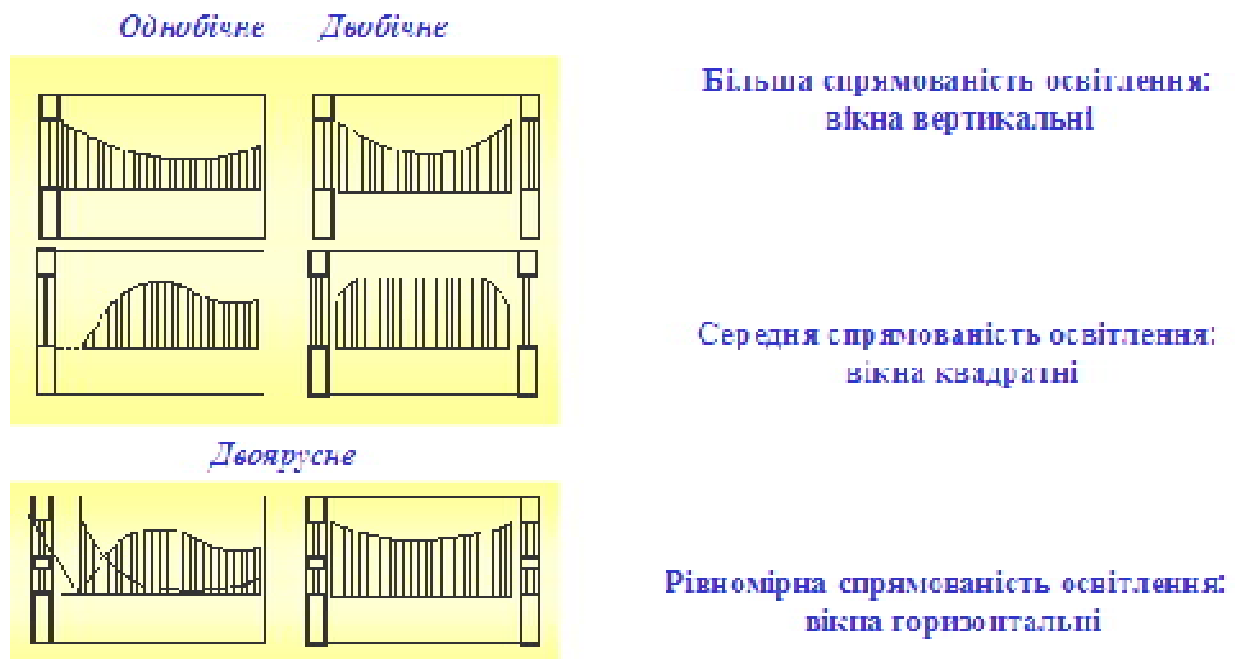 Однобічне Двобічне
Більша спрямованість освітлення:
вікна вертикальні
Середня спрямованість освітлення:
вікна квадратні
Двоярусне
Рівномірна спрямованість освітлення:
вікна горизонтальні